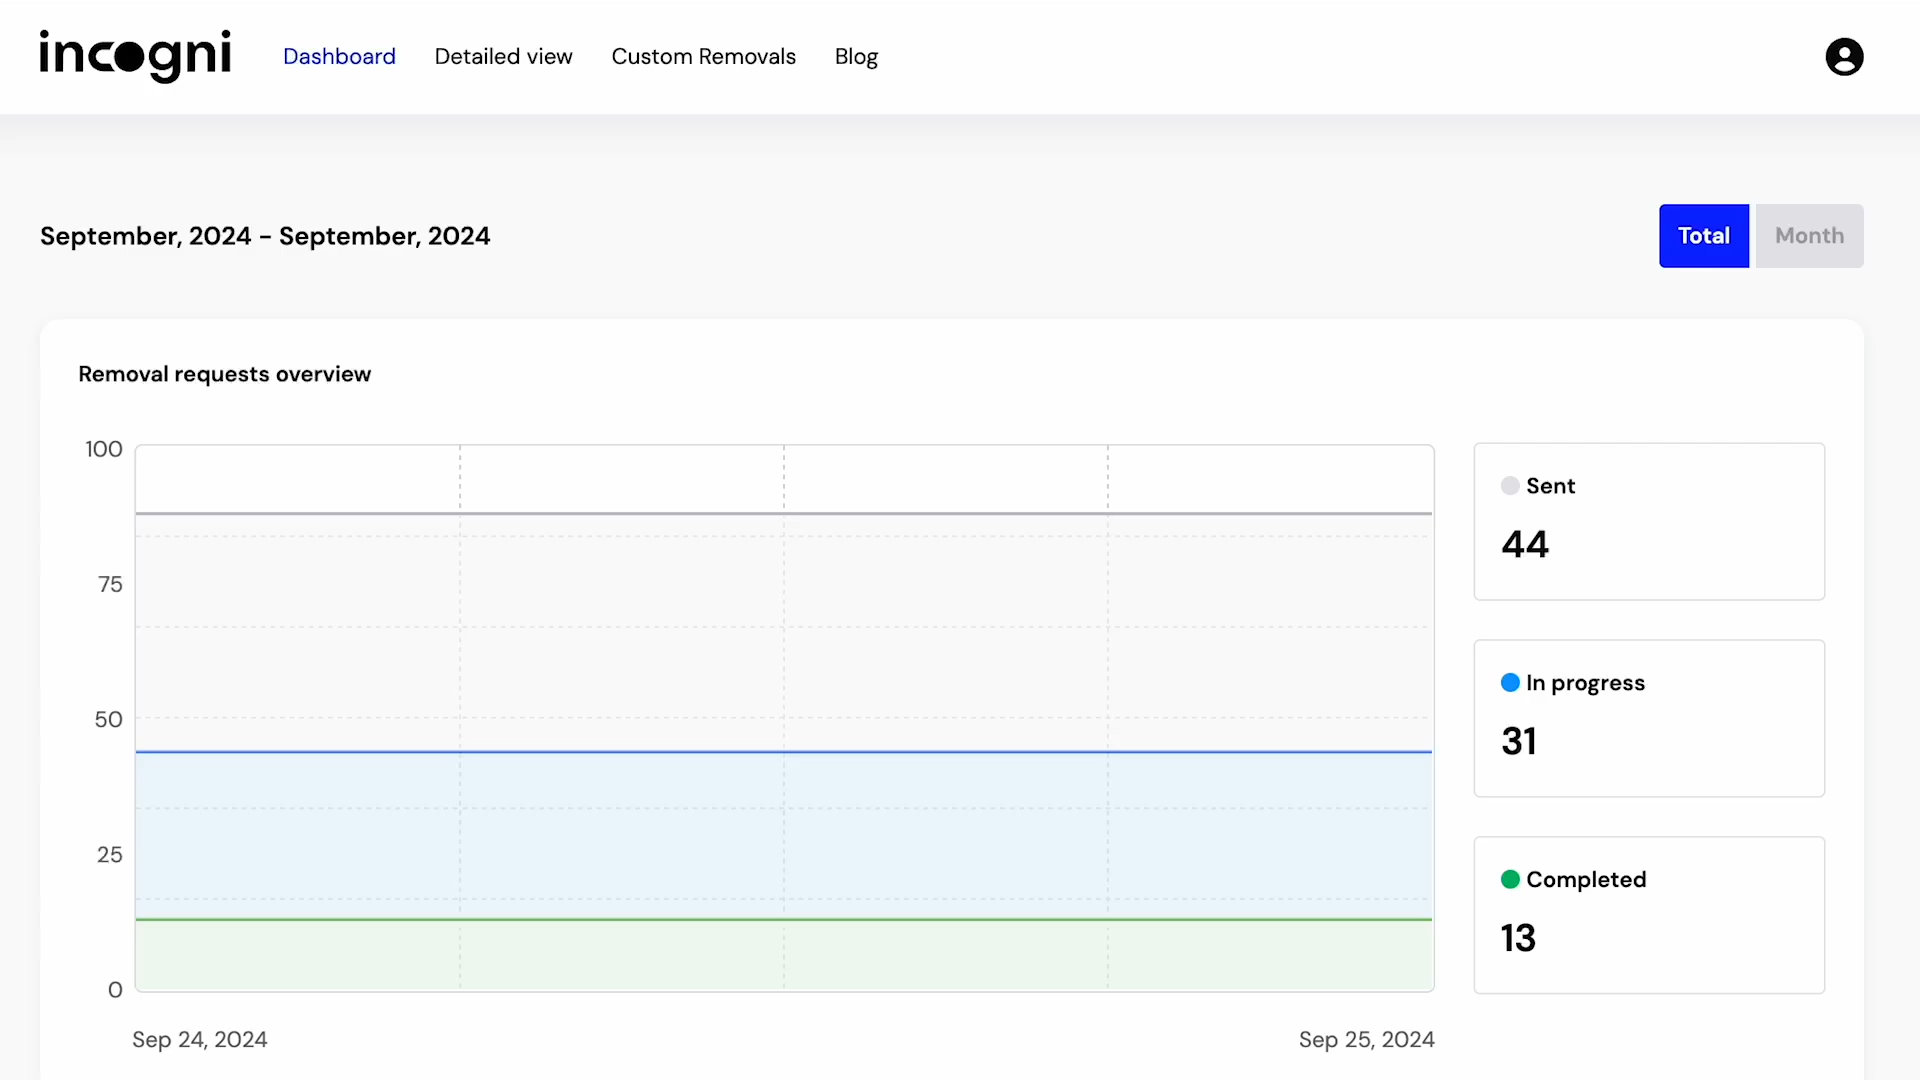 incogni
Dashboard
Detailed view
Custom Removals
Blog
September, 2024 - September, 2024
Total
Month
Removal requests overview
100
75
50
25
0
Sep 24, 2024
Sep 25, 2024
Sent
44
In progress
31
Completed
13